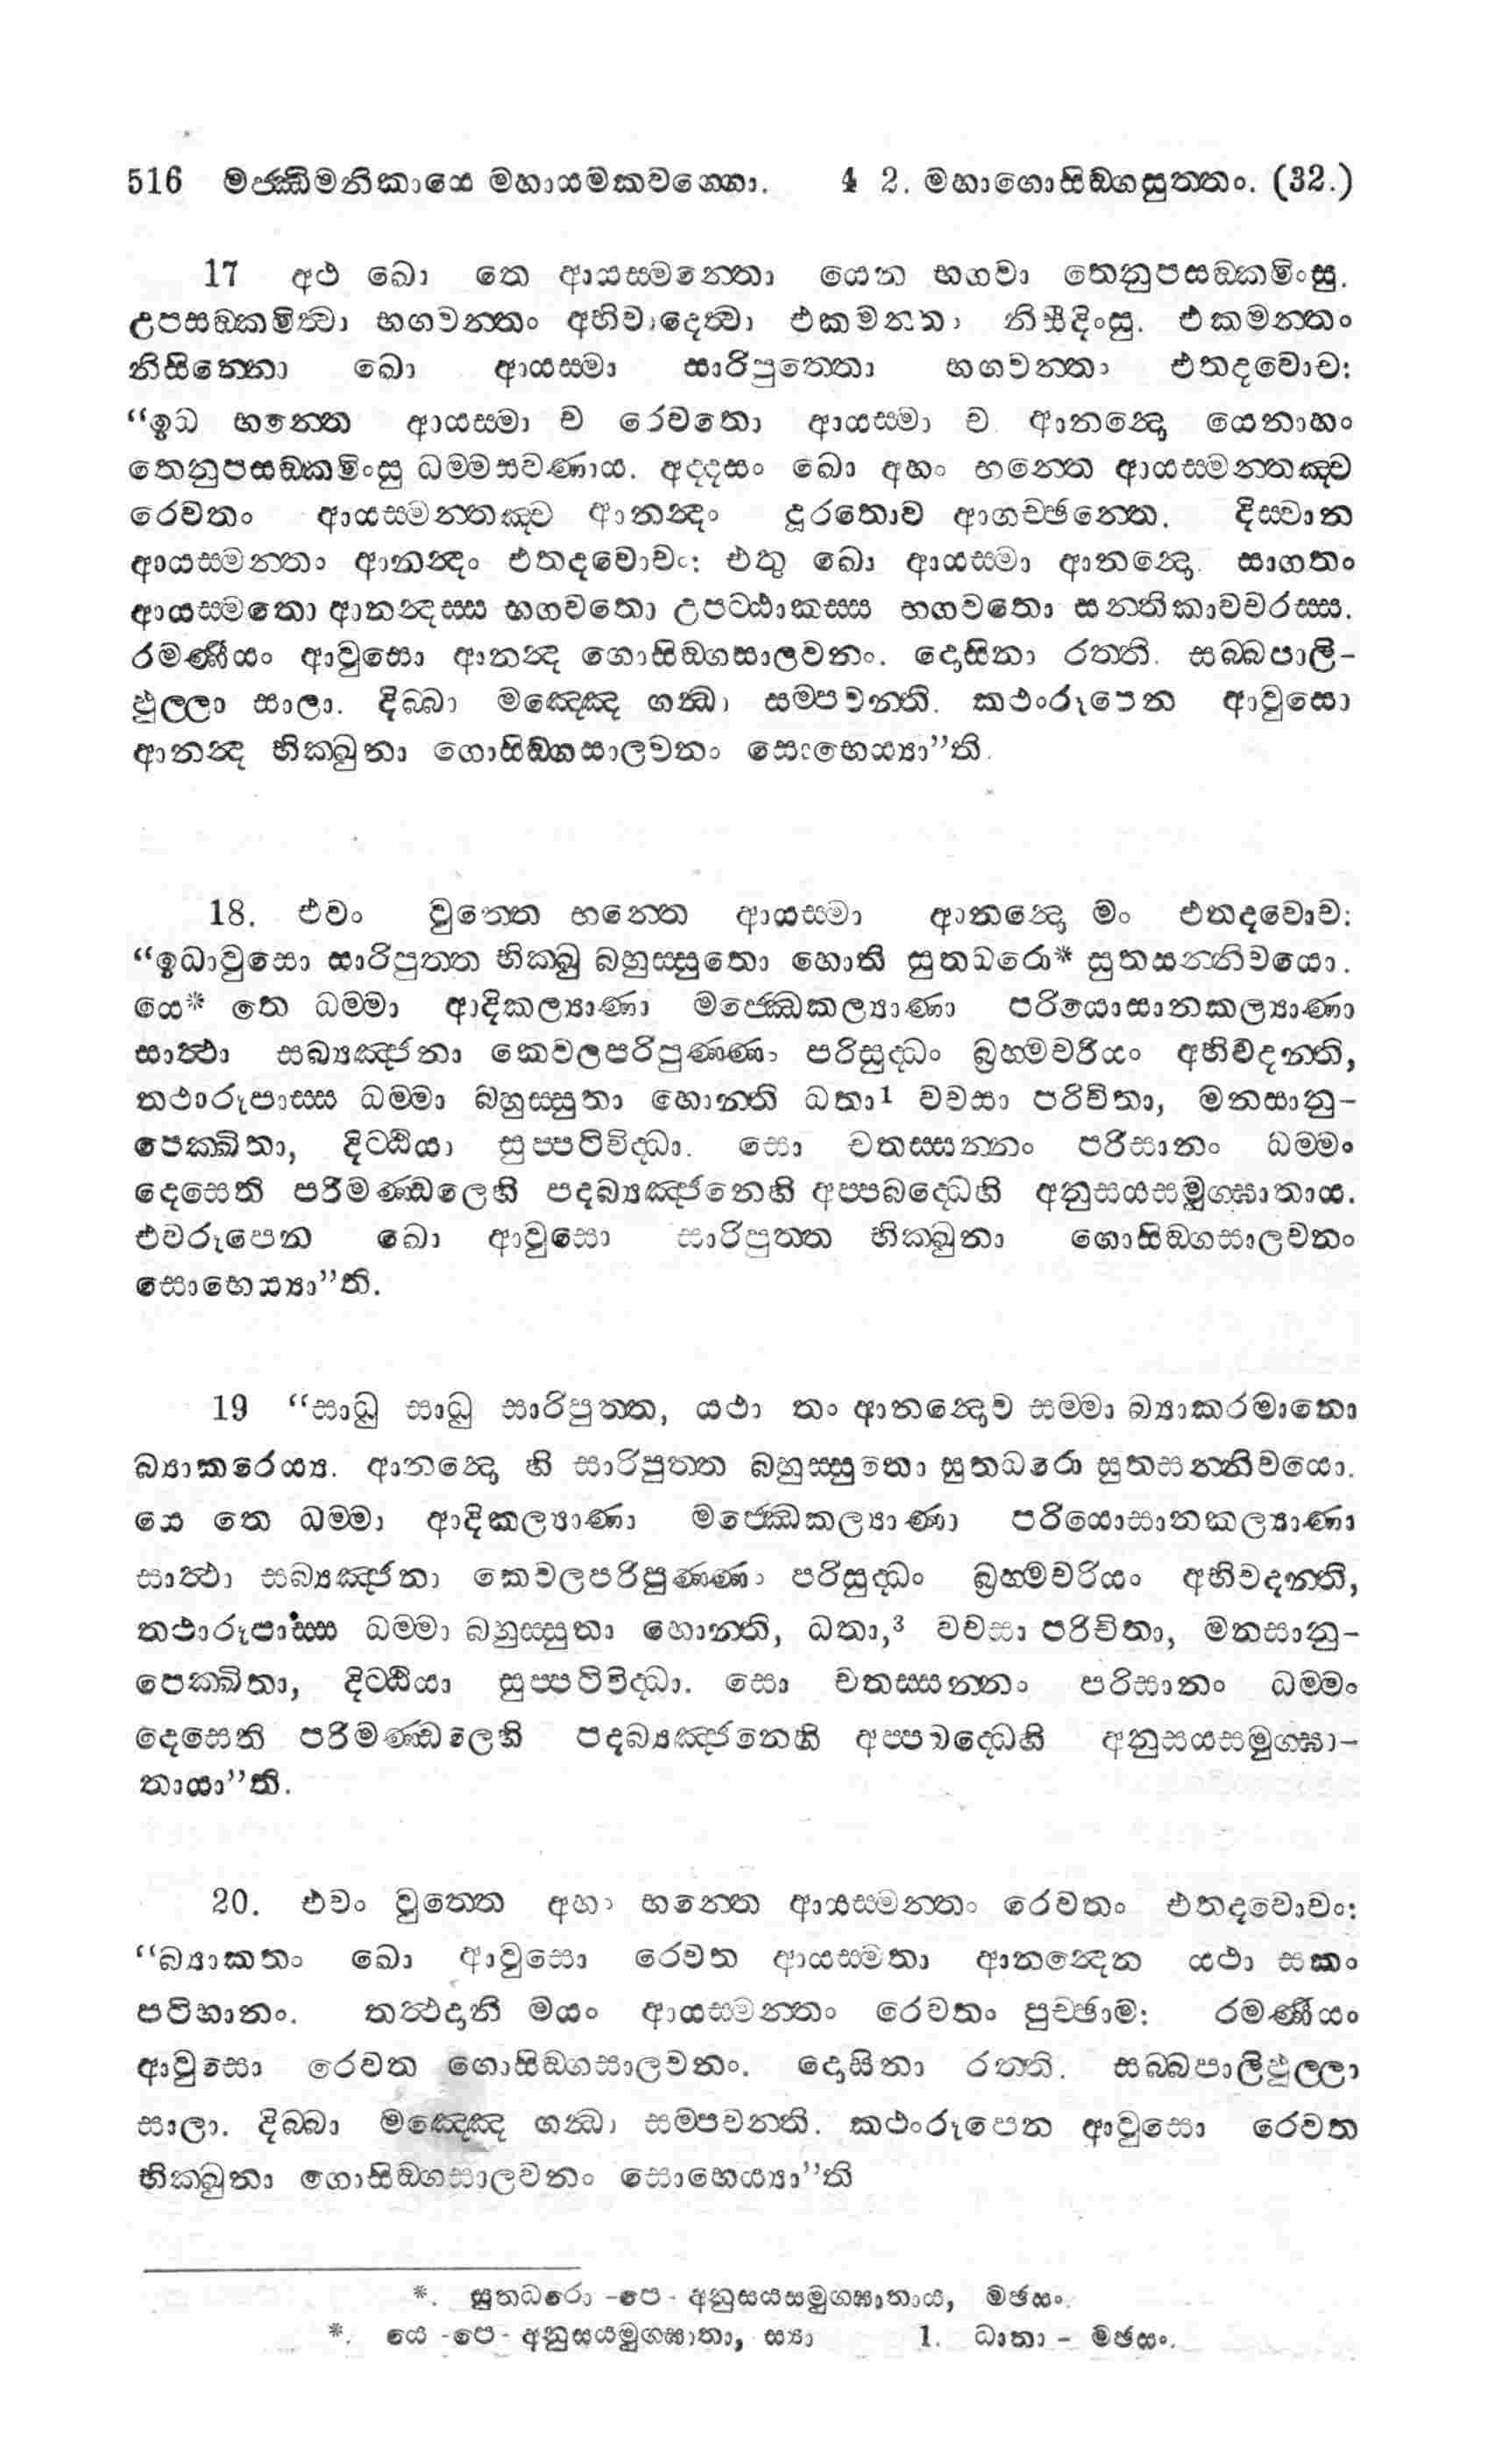 516 මජ්ඣිමනිකායෙ මහායමකවග්ගො. 4 2. මහාගොසිඞ්ගසුත්තං. (32.)
17 අථ ඛො තෙ ආයස්මන්තො යෙන භගවා තෙනුපසඞ්කමිංසු.
උපසඞ්කමිත්වා භගවන්තං අභිවාදෙත්වා එකමන්තං නිසීදිංසු. එකමන්තං
නිසින්නො ඛො ආයස්මා සාරිපුත්තො භගවන්තං එතදවොච:
“ඉධ භන්තෙ ආයස්මා ච රෙවතො ආයස්මා ච ආනන්දො යෙනාහං
තෙනුපසඞ්කමිංසු ධම්මසවණාය. අද්දසං ඛො අහං භන්තෙ ආයස්මන්තඤ්ච
රෙවතං ආයස්මන්තඤ්ච ආනන්දං දූරතොව ආගච්ඡන්තෙ. දිස්වාන
ආයස්මන්තං ආනන්දං එතදවොචං: එතු ඛො ආයස්මා ආනන්දො. සාගතං
ආයස්මතො ආනන්දස්ස භගවතො උපට්ඨාකස්ස භගවතො සන්තිකාවචරස්ස.
රමණීයං ආවුසො ආනන්ද ගොසිඞ්ගසාලවනං. දොසිනා රත්ති. සබ්බපාලි-
ඵුල්ලා සාලා. දිබ්බා මඤ්ඤෙ ගන්ධා සම්පවන්ති. කථංරූපෙන ආවුසො
ආනන්ද භික්ඛුනා ගොසිඞ්ගසාලවනං සොභෙය්‍යා”ති.
18. එවං වුත්තෙ භන්තෙ ආයස්මා ආනන්දො මං එතදවොච:
“ඉධාවුසො සාරිපුත්ත භික්ඛු බහුස්සුතො හොති සුතධරො* සුතසන්නිචයො.
යෙ* තෙ ධම්මා ආදිකල්‍යාණා මජ්ඣෙකල්‍යාණා පරියොසානකල්‍යාණා
සාත්ථා සබ්‍යඤ්ජනා කෙවලපරිපුණ්ණං පරිසුද්ධං බ්‍රහ්මචරියං අභිවදන්ති,
තථාරූපාස්ස ධම්මා බහුස්සුතා හොන්ති ධතා1 වචසා පරිචිතා, මනසානු-
පෙක්ඛිතා, දිට්ඨියා සුප්පටිවිද්ධා. සො චතස්සන්නං පරිසානං ධම්මං
දෙසෙති පරිමණ්ඩලෙහි පදබ්‍යඤ්ජනෙහි අප්පබද්ධෙහි අනුසයසමුග්ඝාතාය.
එවරූපෙන ඛො ආවුසො සාරිපුත්ත භික්ඛුනා ගොසිඞ්ගසාලවනං
සොභෙය්‍යා”ති.
19 “සාධු සාධු සාරිපුත්ත, යථා තං ආනන්දොව සම්මා බ්‍යාකරමානො
බ්‍යාකරෙය්‍ය. ආනන්දො හි සාරිපුත්ත බහුස්සුතො සුතධරො සුතසන්නිචයො.
යෙ තෙ ධම්මා ආදිකල්‍යාණා මජ්ඣෙකල්‍යාණා පරියොසානකල්‍යාණා
සාත්ථා සබ්‍යඤ්ජනා කෙවලපරිපුණ්ණං පරිසුද්ධං බ්‍රහ්මචරියං අභිවදන්ති,
තථාරූපාස්ස ධම්මා බහුස්සුතා හොන්ති, ධතා,3 වචසා පරිචිතා, මනසානු-
පෙක්ඛිතා, දිට්ඨියා සුප්පටිවිද්ධා. සො චතස්සන්නං පරිසානං ධම්මං
දෙසෙති පරිමණ්ඩලෙහි පදබ්‍යඤ්ජනෙහි අප්පබද්ධෙහි අනුසයසමුග්ඝා-
තායා”ති.
20. එවං වුත්තෙ අහං භන්තෙ ආයස්මන්තං රෙවතං එතදවොචං:
“බ්‍යාකතං ඛො ආවුසො රෙවත ආයස්මතා ආනන්දෙන යථා සකං
පටිභානං. තත්ථදානි මයං ආයස්මන්තං රෙවතං පුච්ඡාම: රමණීයං
ආවුසො රෙවත ගොසිඞ්ගසාලවනං. දොසිනා රත්ති. සබ්බපාලිඵුල්ලා
සාලා. දිබ්බා මඤ්ඤෙ ගන්ධා සම්පවන්ති. කථංරූපෙන ආවුසො රෙවත
භික්ඛුනා ගොසිඞ්ගසාලවනං සොභෙය්‍යා”ති
*. සුතධරො -පෙ- අනුසයසමුග්ඝාතාය, මඡසං.
*. යෙ -පෙ- අනුසයමුග්ඝාතා, ස්‍යා 1. ධාතා - මඡසං.